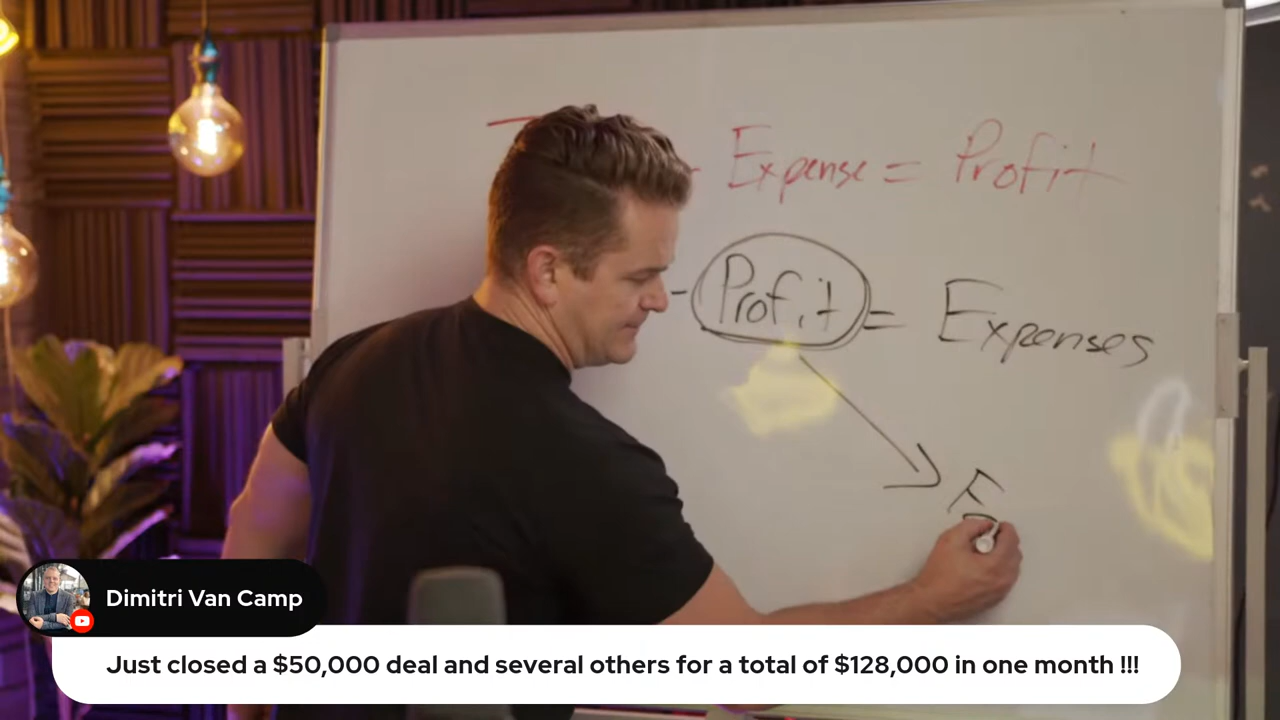 - Expense = Profit
- Profit = Expenses
E
Dimitri Van Camp
Just closed a $50,000 deal and several others for a total of $128,000 in one month !!!